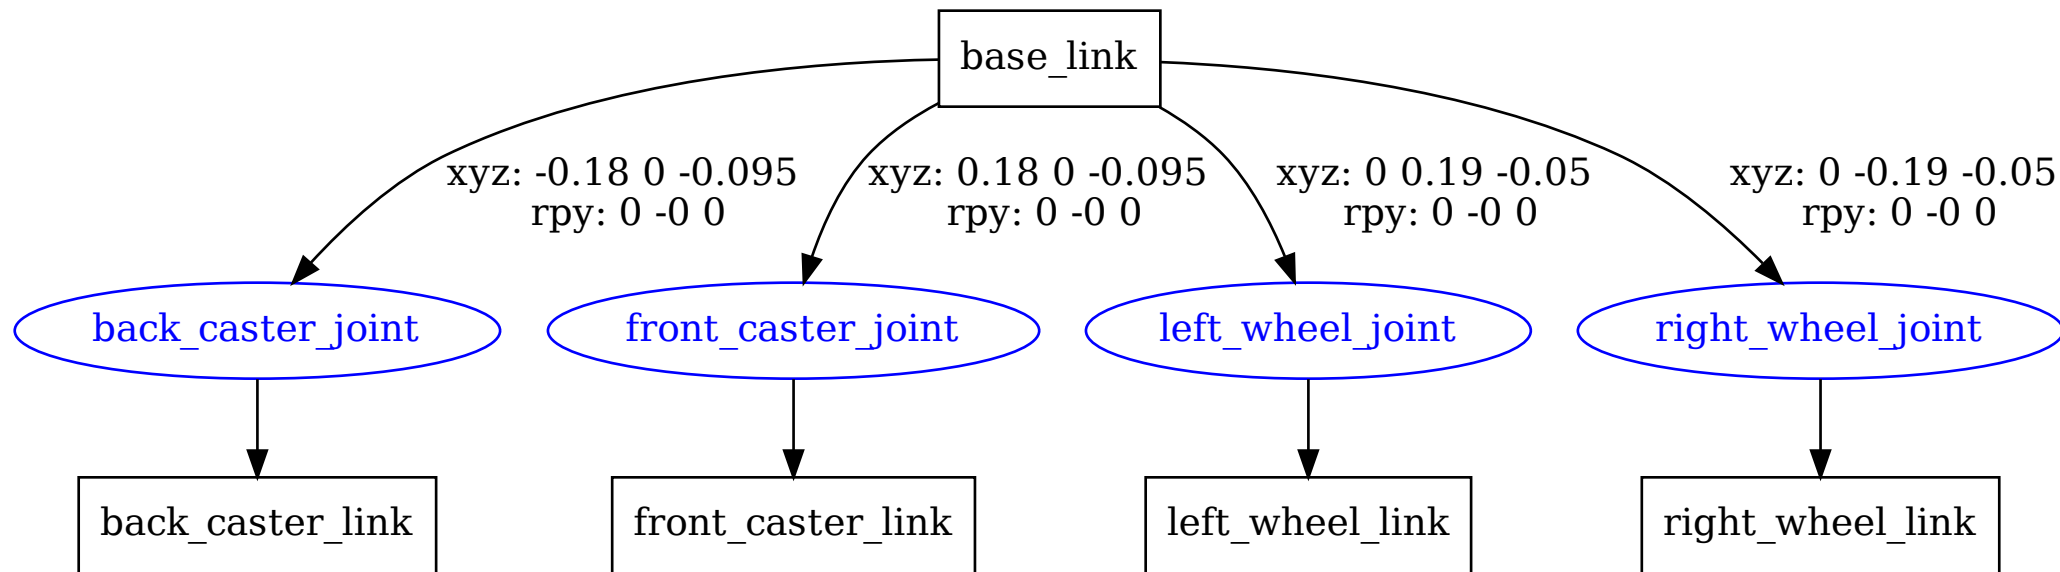 base_link
xyz: -0.18 0 -0.095
rpy: 0 -0 0
xyz: 0.18 0 -0.095
rpy: 0 -0 0
xyz: 0 0.19 -0.05
rpy: 0 -0 0
xyz: 0 -0.19 -0.05
rpy: 0 -0 0
back_caster_joint
front_caster_joint
left_wheel_joint
right_wheel_joint
back_caster_link
front_caster_link
left_wheel_link
right_wheel_link